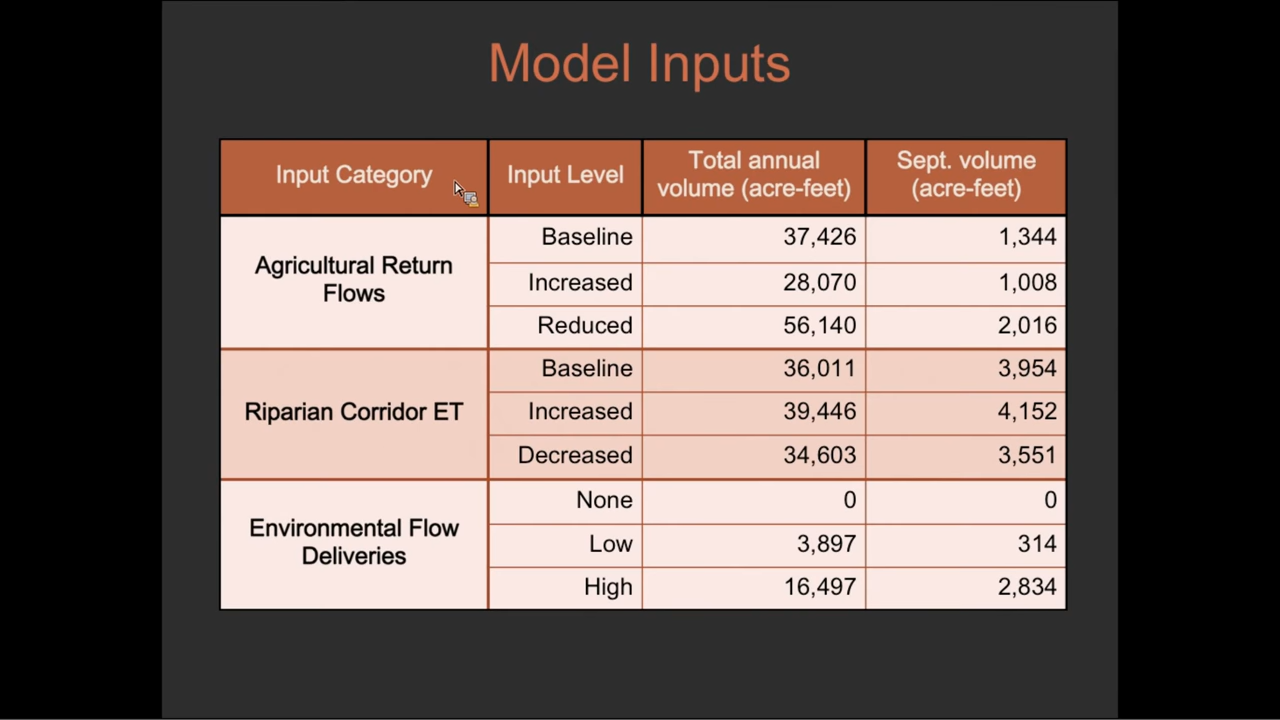 Model Inputs
Input Category Input Level Total annual volume (acre-feet) Sept. volume (acre-feet)
Agricultural Return Flows
Baseline 37,426 1,344
Increased 28,070 1,008
Reduced 56,140 2,016
Riparian Corridor ET
Baseline 36,011 3,954
Increased 39,446 4,152
Decreased 34,603 3,551
Environmental Flow Deliveries
None 0 0
Low 3,897 314
High 16,497 2,834